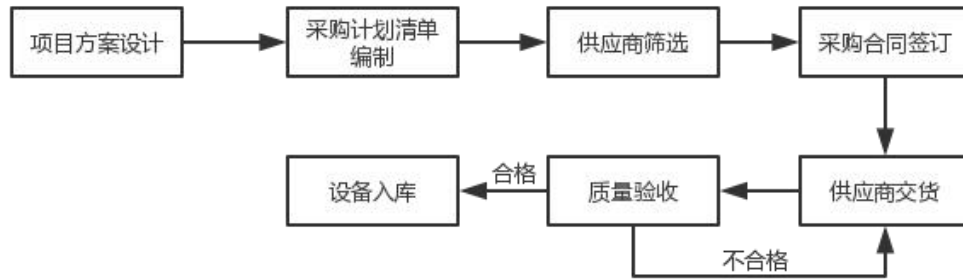 项目方案设计
采购计划清单
编制
供应商筛选
采购合同签订
设备入库
合格
质量验收
供应商交货
不合格